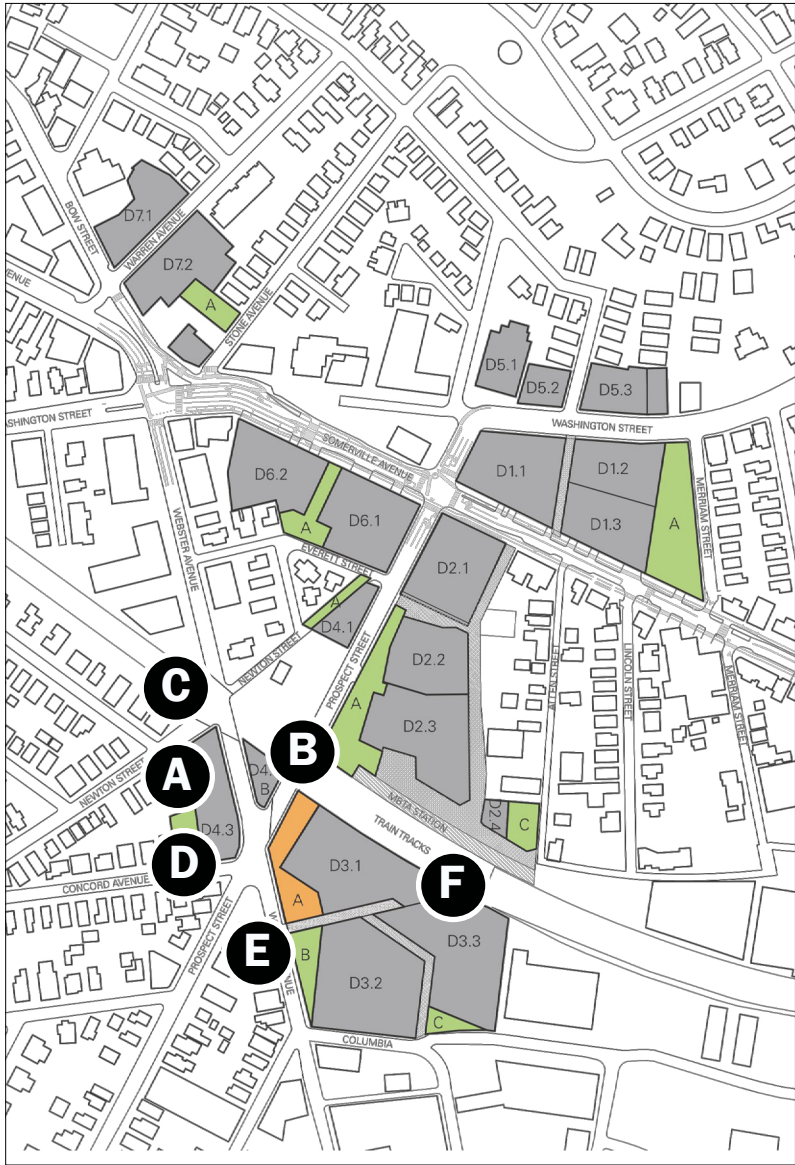 BOW STREET
D7.1
WARREN AVENUE
D7.2
A
STONE AVENUE
VENUE
ASHINGTON STREET
D5.1
D5.2
D5.3
WASHINGTON STREET
SOMERVILLE AVENUE
D6.2
D6.1
A
D1.1
D1.2
D1.3
A
MERRIAM STREET
WEBSTER AVENUE
EVERETT STREET
A
D4.1
NEWTON STREET
PROSPECT STREET
D2.1
D2.2
D2.3
A
ALLEN STREET
LINCOLN STREET
MERRIAM STREET
C
B
A
NEWTON STREET
D4.
B
D4.3
D
CONCORD AVENUE
MBTA STATION
TRAIN TRACKS
D2.4
C
D3.1
A
F
PROSPECT STREET
E
W
NUE
B
D3.2
D3.3
C
COLUMBIA